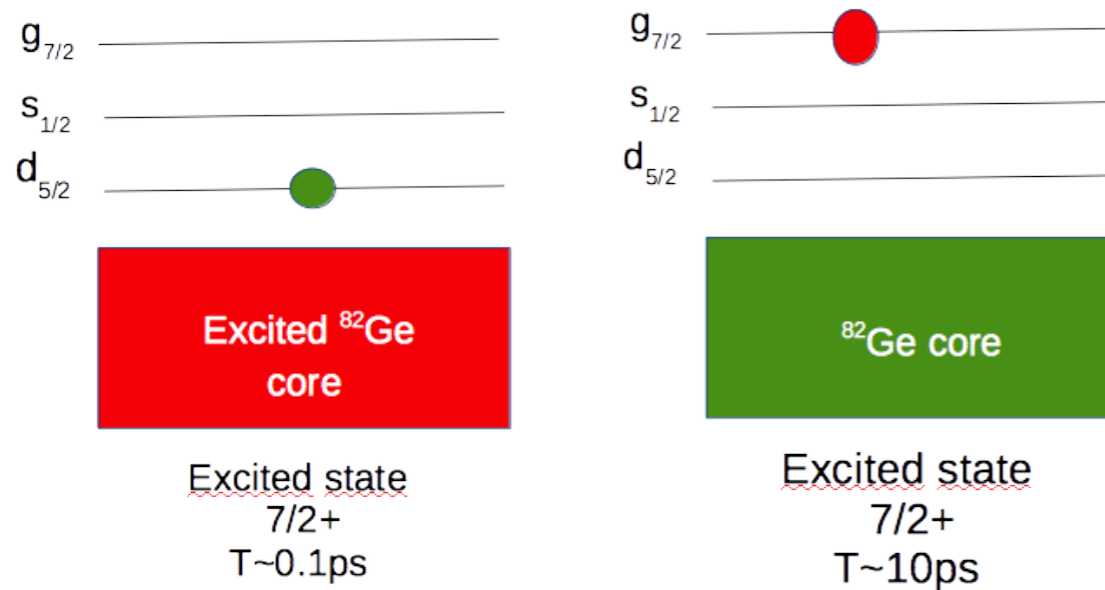 g7/2
s1/2
d5/2
Excited 82Ge
core
Excited state
7/2+
T~0.1ps
g7/2
s1/2
d5/2
82Ge core
Excited state
7/2+
T~10ps